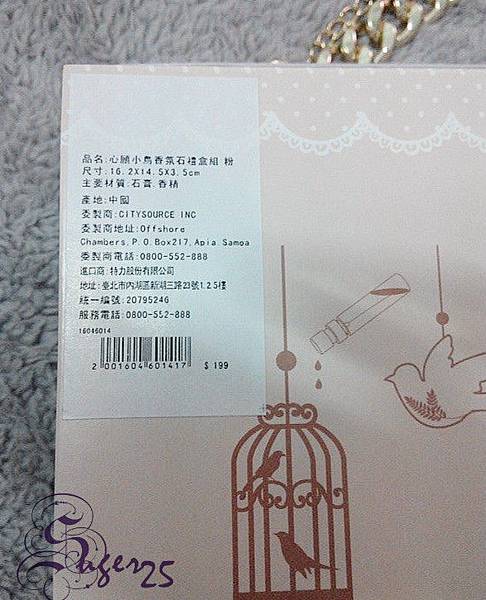 品名:心願小鳥香氛石禮盒組 粉
尺寸:16.2X14.5X3.5cm
主要材質:石膏.香精
產地:中國
委製商:CITYSOURCE INC
委製商地址:Offshore
Chambers,P.O.Box217,Apia,Samoa
委製商電話:0800-552-888
進口商:特力股份有限公司
地址:臺北市內湖區新湖三路23號1.2.5樓
統一編號:20795246
服務電話:0800-552-888
16046014
2 001604 601417 $ 199
Suger25